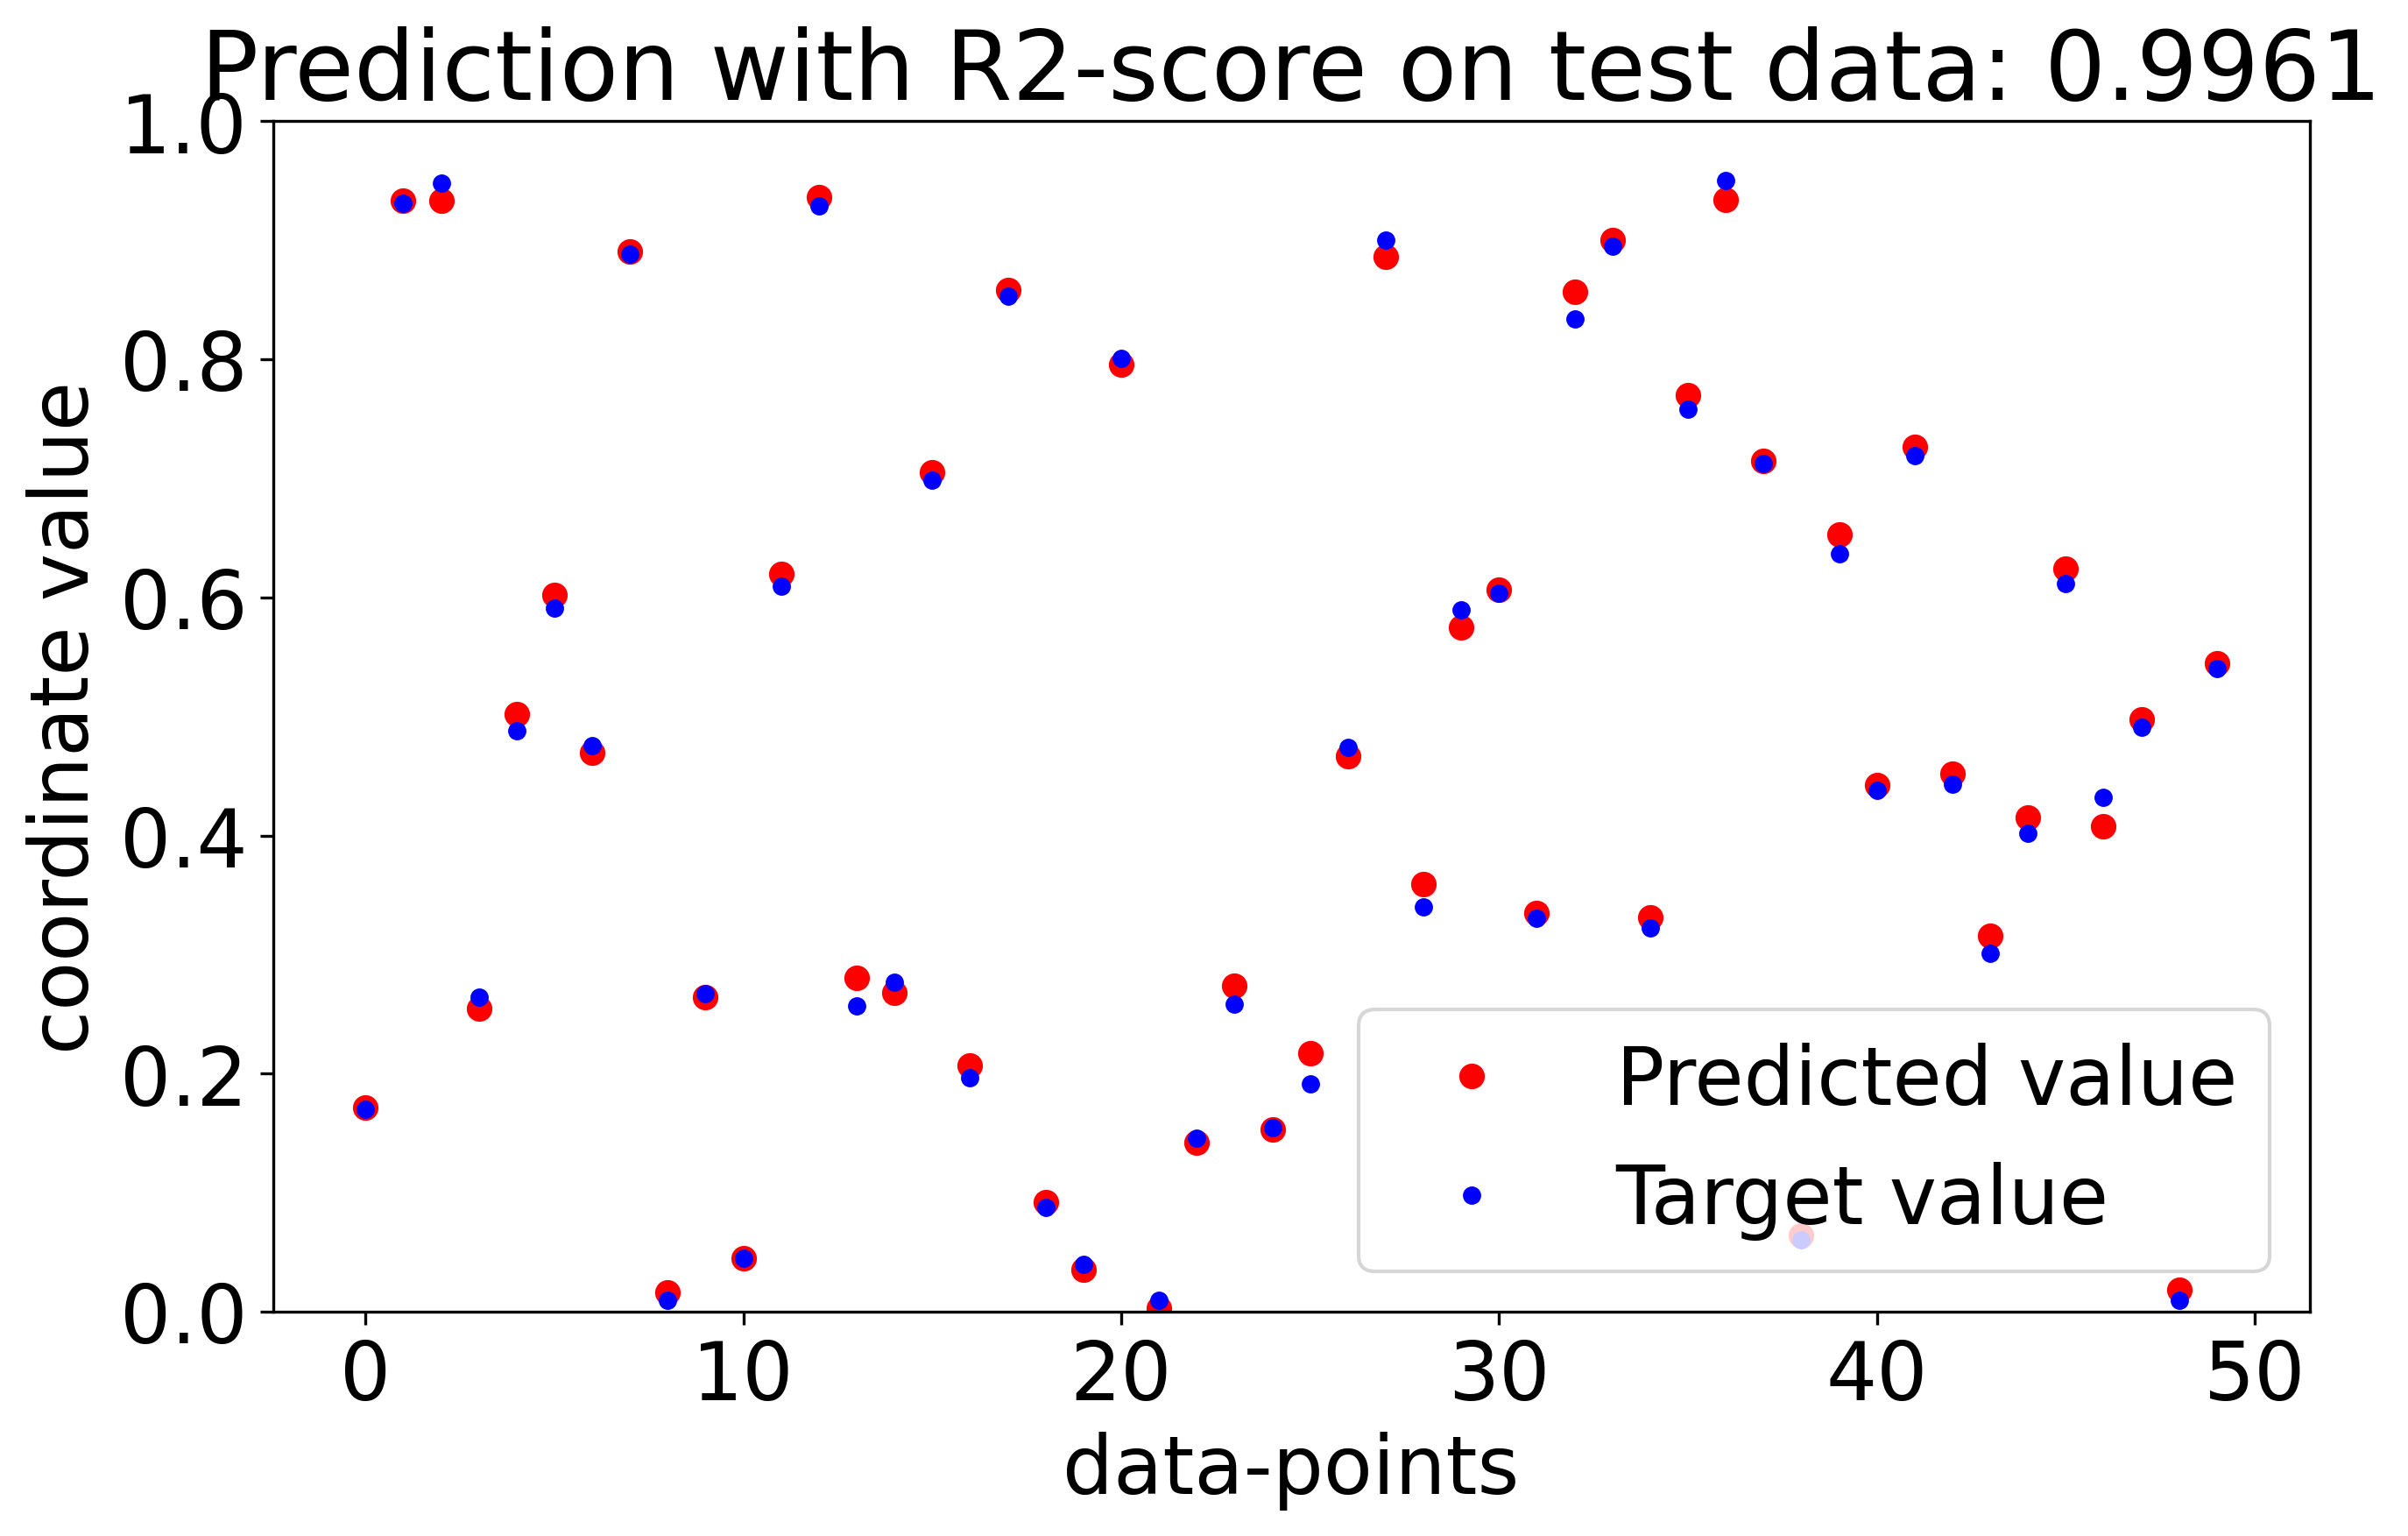 Prediction with R2-score on test data: 0.9961
1.0
0.8
0.6
0.4
0.2
0.0
coordinate value
Predicted value
Target value
0 10 20 30 40 50
data-points